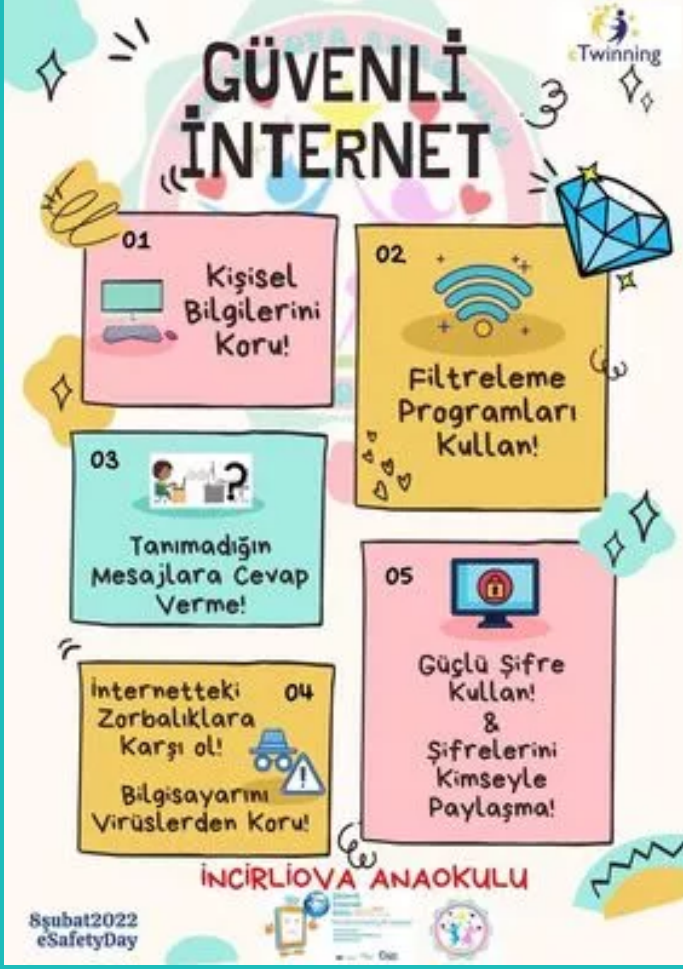 eTwinning
GÜVENLİ
İNTERNET
01
Kişisel
Bilgilerini
Koru!
02
Filtreleme
Programları
Kullan!
03
Tanımadığın
Mesajlara Cevap
Verme!
04
İnternetteki
Zorbalıklara
Karşı ol!
Bilgisayarını
Virüslerden Koru!
05
Güçlü Şifre
Kullan!
&
Şifrelerini
Kimseyle
Paylaşma!
İNCİRLİOVA ANAOKULU
8şubat2022
eSafetyDay